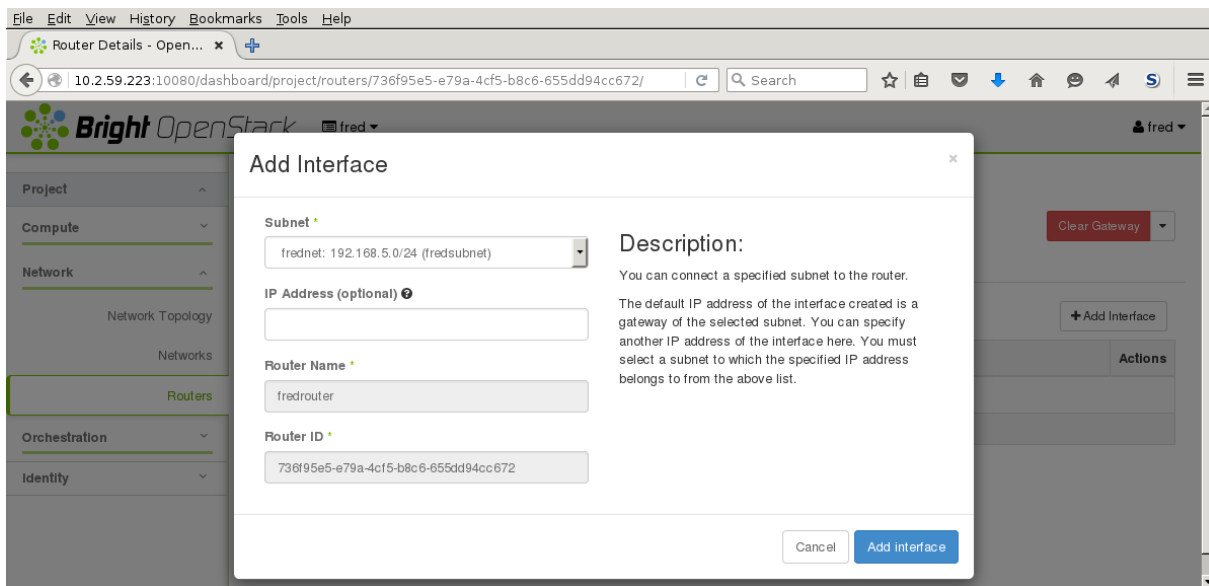 File Edit View History Bookmarks Tools Help
Router Details - Open... ×
10.2.59.223:10080/dashboard/project/routers/736f95e5-e79a-4cf5-b8c6-655dd94cc672/ Search
Bright OpenStack fred fred
Add Interface ×
Project
Compute
Network
Network Topology
Networks
Routers
Orchestration
Identity
Subnet *
frednet: 192.168.5.0/24 (fredsubnet)
IP Address (optional)
Router Name *
fredrouter
Router ID *
736f95e5-e79a-4cf5-b8c6-655dd94cc672
Description:
You can connect a specified subnet to the router.
The default IP address of the interface created is a
gateway of the selected subnet. You can specify
another IP address of the interface here. You must
select a subnet to which the specified IP address
belongs to from the above list.
Cancel Add interface
Clear Gateway
+ Add Interface
Actions